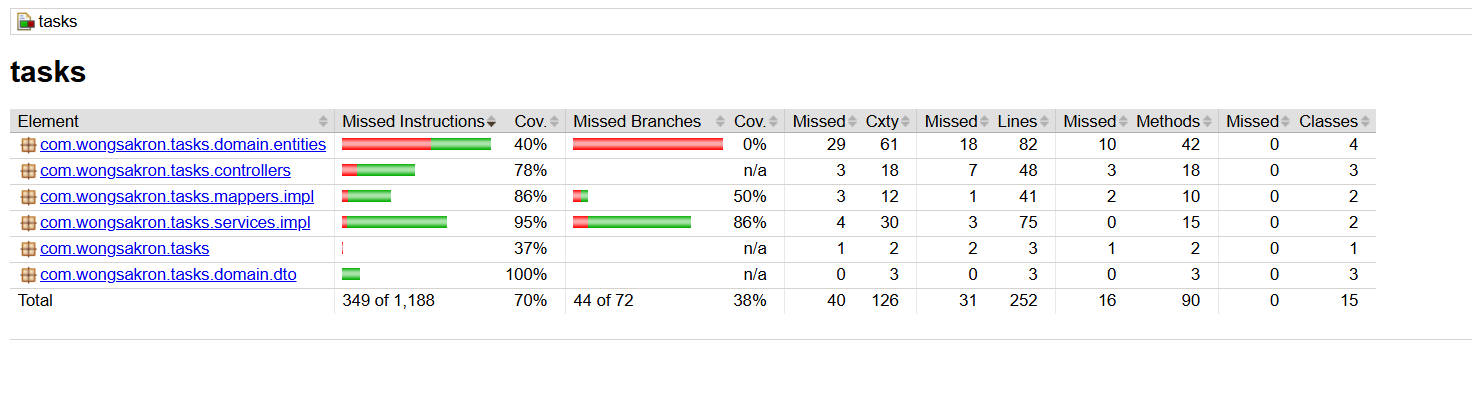 tasks
tasks
Element Missed Instructions Cov. Missed Branches Cov. Missed Cxty Missed Lines Missed Methods Missed Classes
com.wongsakron.tasks.domain.entities 40% 0% 29 61 18 82 10 42 0 4
com.wongsakron.tasks.controllers 78% n/a 3 18 7 48 3 18 0 3
com.wongsakron.tasks.mappers.impl 86% 50% 3 12 1 41 2 10 0 2
com.wongsakron.tasks.services.impl 95% 86% 4 30 3 75 0 15 0 2
com.wongsakron.tasks 37% n/a 1 2 2 3 1 2 0 1
com.wongsakron.tasks.domain.dto 100% n/a 0 3 0 3 0 3 0 3
Total 349 of 1,188 70% 44 of 72 38% 40 126 31 252 16 90 0 15